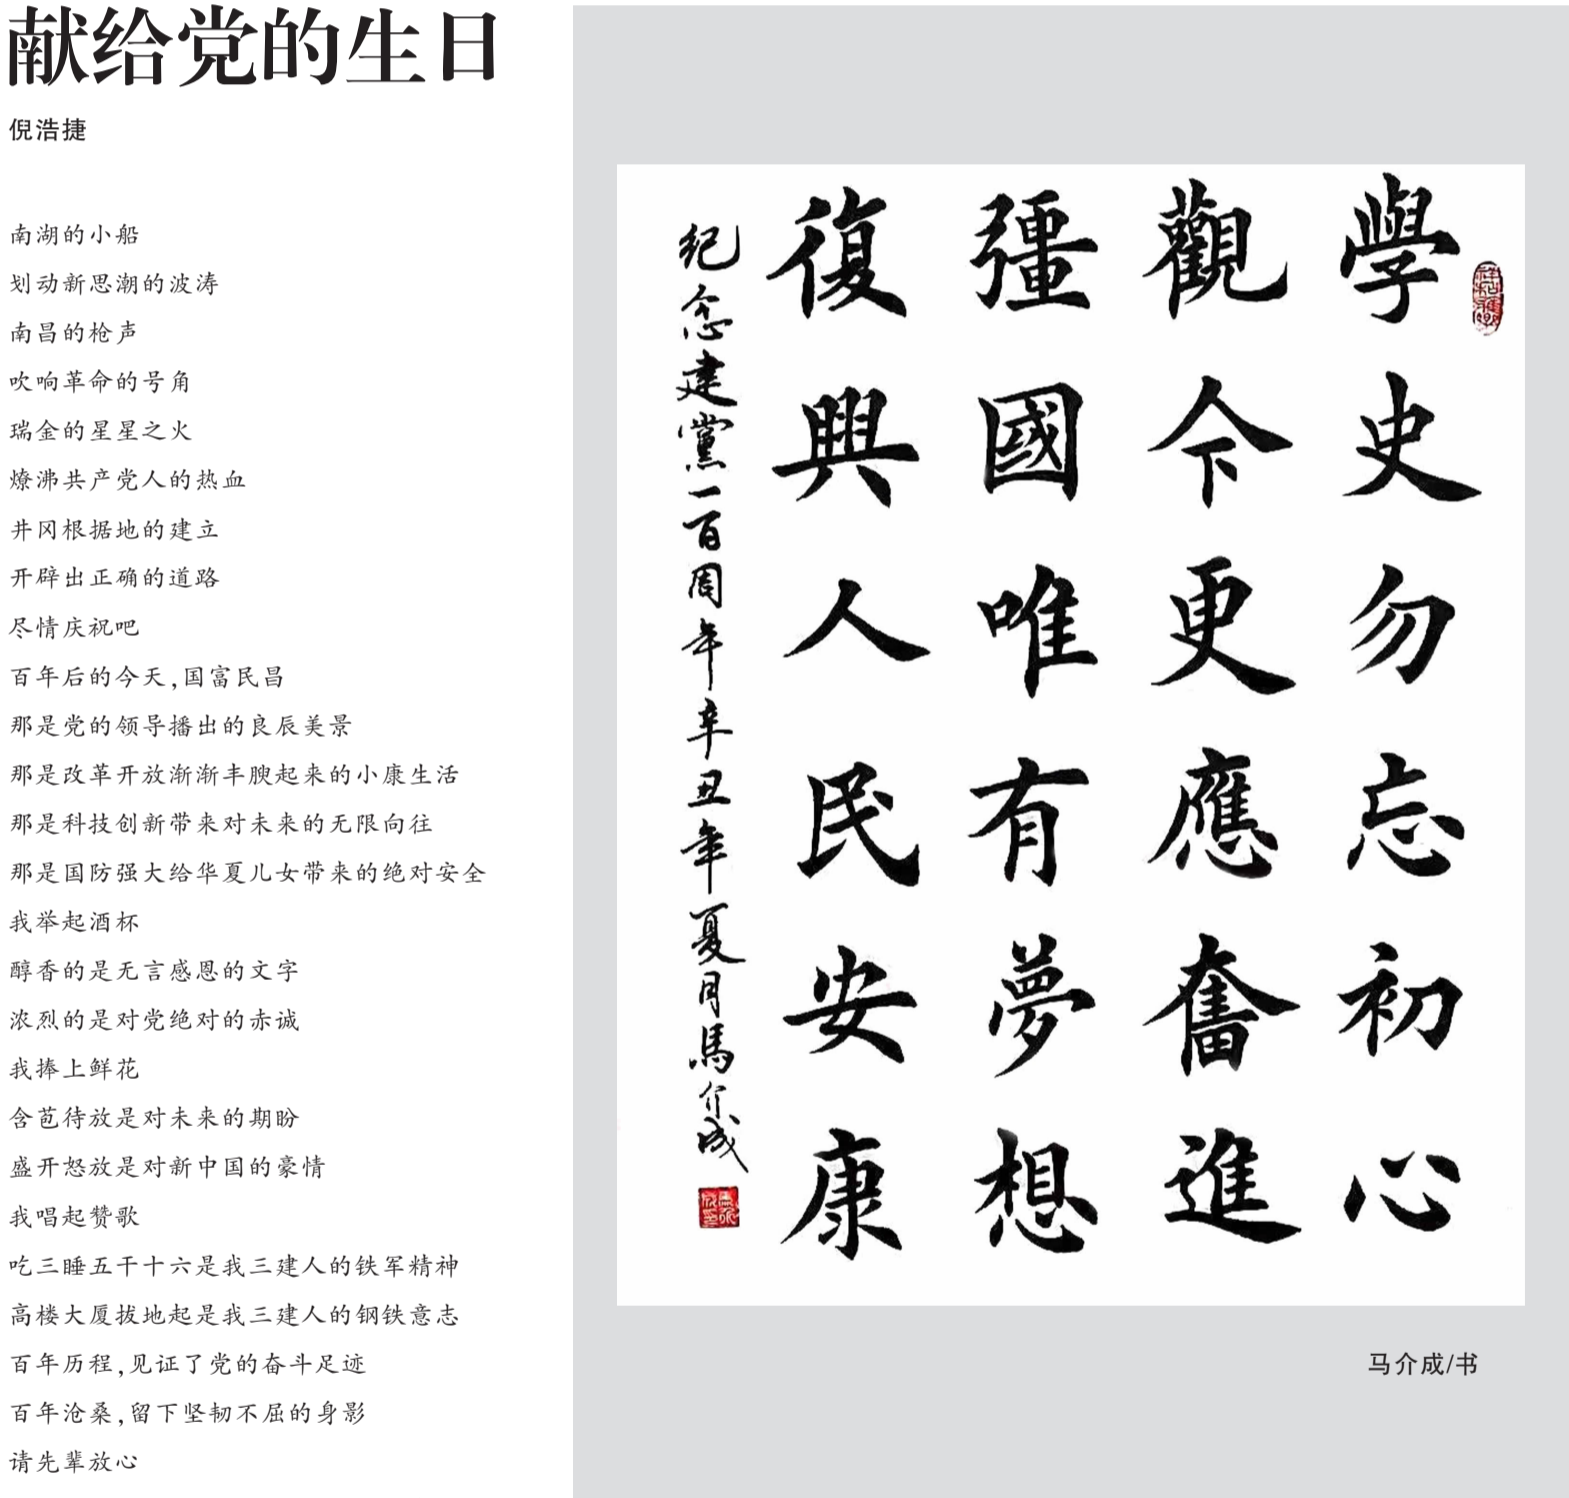 献给党的生日
倪浩捷
南湖的小船
划动新思潮的波涛
南昌的枪声
吹响革命的号角
瑞金的星星之火
燎沸共产党人的热血
井冈根据地的建立
开辟出正确的道路
尽情庆祝吧
百年后的今天,国富民昌
那是党的领导播出的良辰美景
那是改革开放渐渐丰腴起来的小康生活
那是科技创新带来对未来的无限向往
那是国防强大给华夏儿女带来的绝对安全
我举起酒杯
醇香的是无言感恩的文字
浓烈的是对党绝对的赤诚
我捧上鲜花
含苞待放是对未来的期盼
盛开怒放是对新中国的豪情
我唱起赞歌
吃三睡五干十六是我三建人的铁军精神
高楼大厦拔地起是我三建人的钢铁意志
百年历程,见证了党的奋斗足迹
百年沧桑,留下坚韧不屈的身影
请先辈放心
學史勿忘初心
觀今更應奮進
彊國唯有夢想
復興人民安康
紀念建黨一百周年辛丑年夏月馬介成
马介成/书